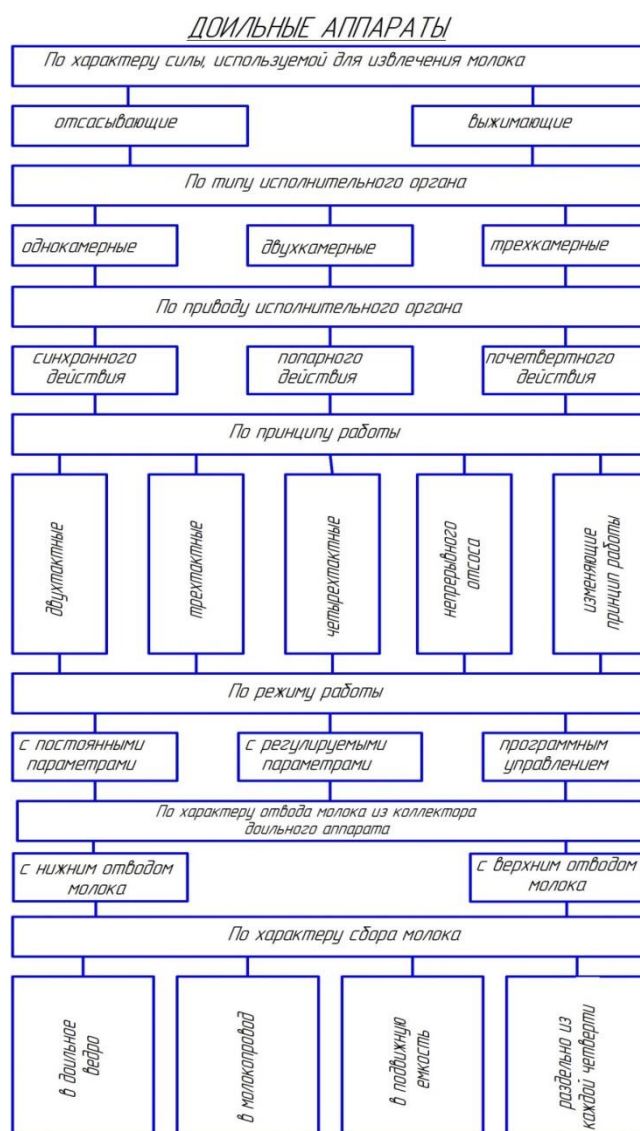 ДОИЛЬНЫЕ АППАРАТЫ
По характеру силы, используемой для извлечения молока
отсасывающие
выжимающие
По типу исполнительного органа
однокамерные
двухкамерные
трехкамерные
По приводу исполнительного органа
синхронного
действия
попарного
действия
почетвертного
действия
По принципу работы
двухтактные
трехтактные
четырехтактные
непрерывного
отсоса
изменяющие
принцип работы
По режиму работы
с постоянными
параметрами
с регулируемыми
параметрами
программным
управлением
По характеру отвода молока из коллектора
доильного аппарата
с нижним отводом
молока
с верхним отводом
молока
По характеру сбора молока
в доильное
ведро
в молокопровод
в подвижную
емкость
раздельно из
каждой четверти